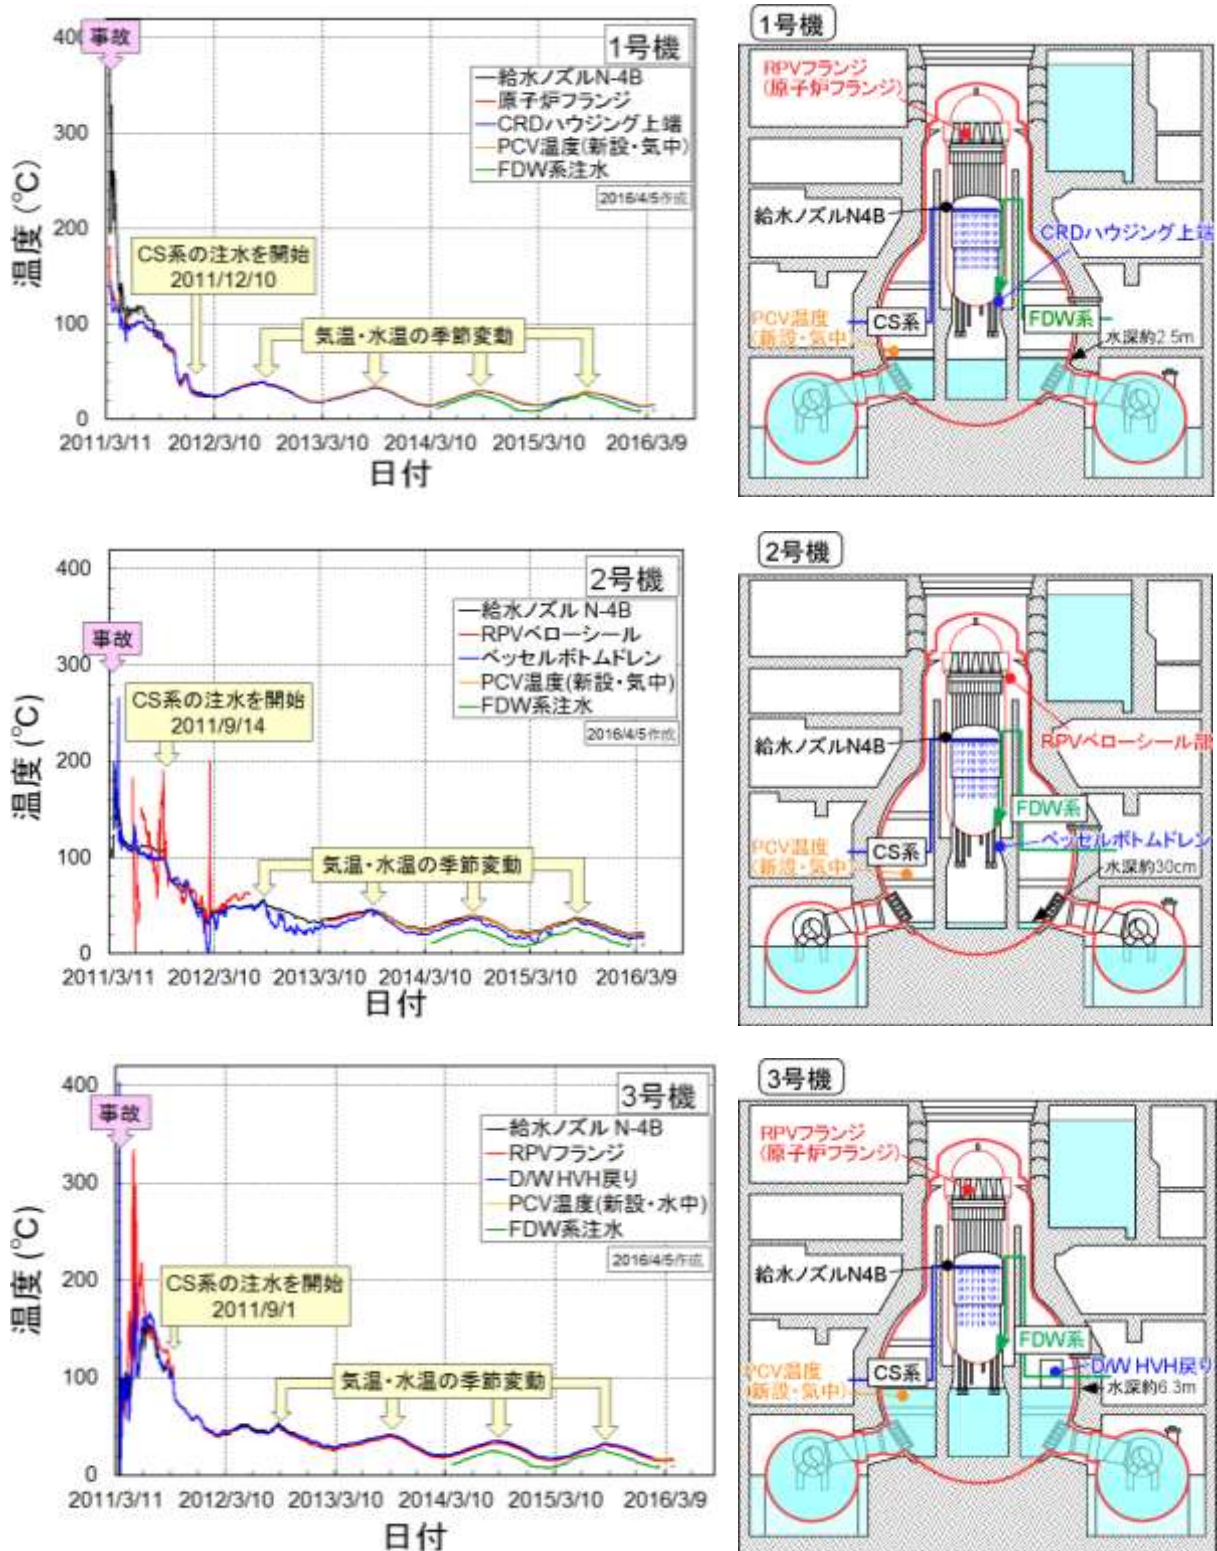 1号機
400
事故
給水ノズルN-4B
原子炉フランジ
CRDハウジング上端
PCV温度(新設・気中)
FDW系注水
2016/4/5作成
300
200
100
0
温度 (℃)
CS系の注水を開始
2011/12/10
気温・水温の季節変動
2011/3/11 2012/3/10 2013/3/10 2014/3/10 2015/3/10 2016/3/9
日付
1号機
RPVフランジ
(原子炉フランジ)
給水ノズルN4B
CRDハウジング上端
PCV温度
(新設・気中)
CS系
FDW系
水深約2.5m
2号機
400
事故
給水ノズル N-4B
RPVベローシール
ベッセルボトムドレン
PCV温度(新設・気中)
FDW系注水
2016/4/5作成
300
200
100
0
温度 (℃)
CS系の注水を開始
2011/9/14
気温・水温の季節変動
2011/3/11 2012/3/10 2013/3/10 2014/3/10 2015/3/10 2016/3/9
日付
2号機
給水ノズルN4B
RPVベローシール部
FDW系
PCV温度
(新設・気中)
CS系
ベッセルボトムドレン
水深約30cm
3号機
400
事故
給水ノズル N-4B
RPVフランジ
D/W HVH戻り
PCV温度(新設・水中)
FDW系注水
2016/4/5作成
300
200
100
0
温度 (℃)
CS系の注水を開始
2011/9/1
気温・水温の季節変動
2011/3/11 2012/3/10 2013/3/10 2014/3/10 2015/3/10 2016/3/9
日付
3号機
RPVフランジ
(原子炉フランジ)
給水ノズルN4B
FDW系
PCV温度
(新設・気中)
CS系
D/W HVH戻り
水深約6.3m